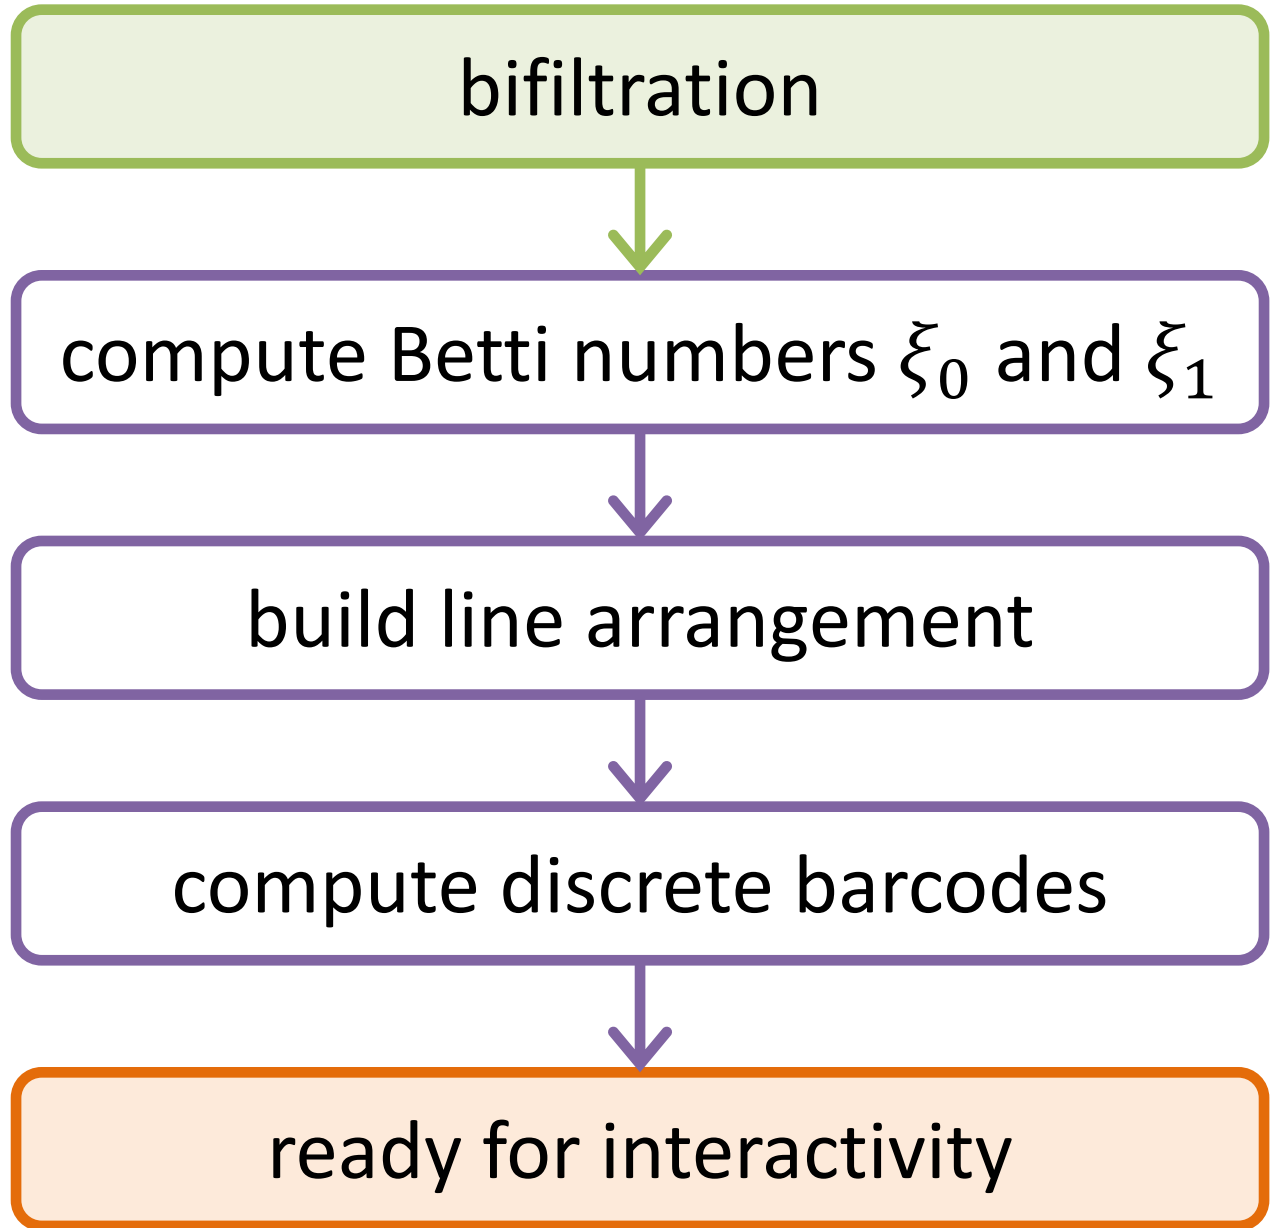 bifiltration
compute Betti numbers ξ₀ and ξ₁
build line arrangement
compute discrete barcodes
ready for interactivity